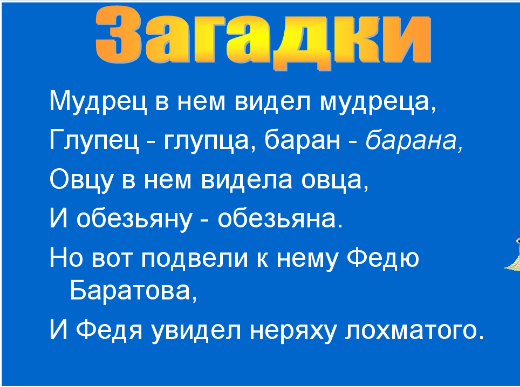 Загадки
Мудрец в нем видел мудреца,
Глупец - глупца, баран - барана,
Овцу в нем видела овца,
И обезьяну - обезьяна.
Но вот подвели к нему Федю
Баратова,
И Федя увидел неряху лохматого.